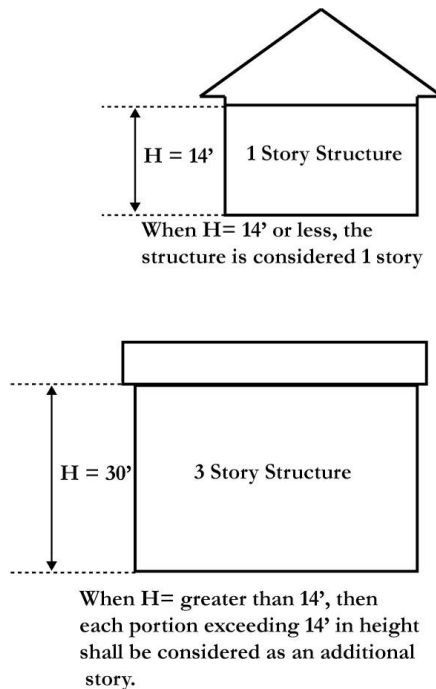 H = 14’
1 Story Structure
When H= 14’ or less, the
structure is considered 1 story
H = 30’
3 Story Structure
When H= greater than 14’, then
each portion exceeding 14’ in height
shall be considered as an additional
story.